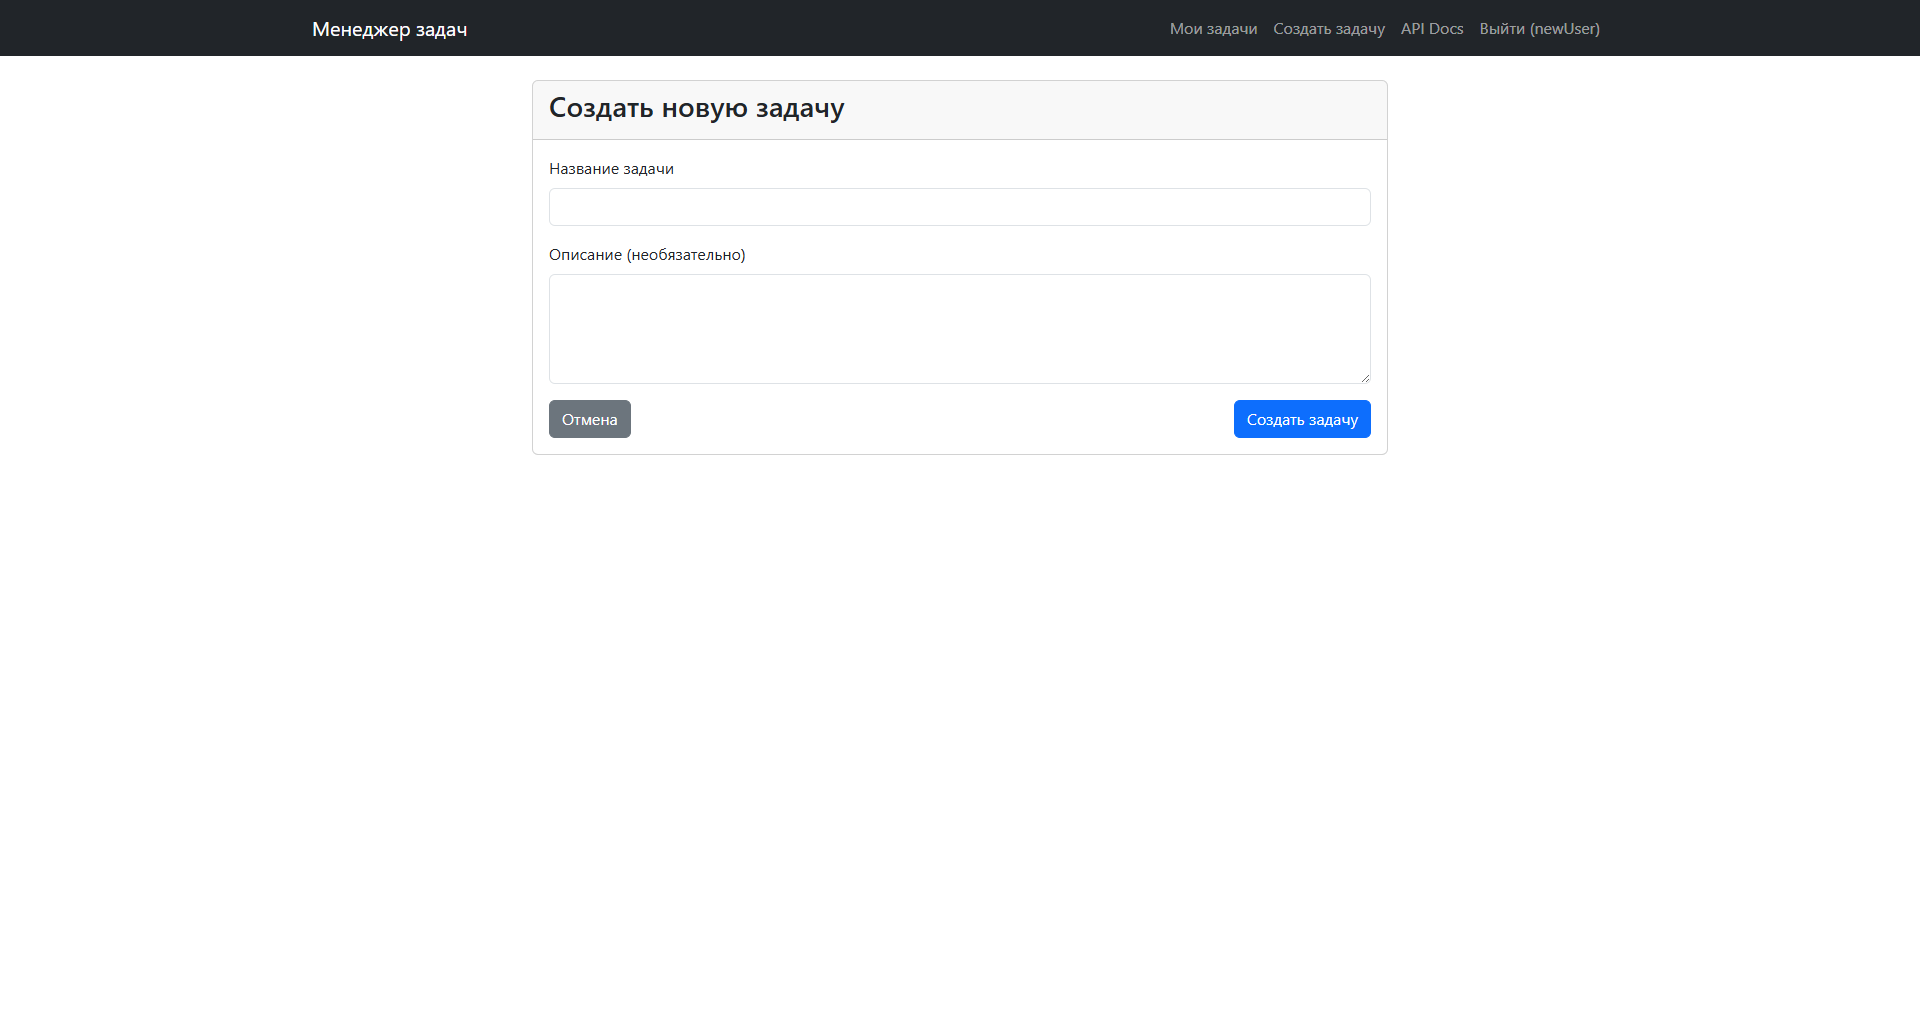 Менеджер задач
Мои задачи Создать задачу API Docs Выйти (newUser)
Создать новую задачу
Название задачи
Описание (необязательно)
Отмена
Создать задачу